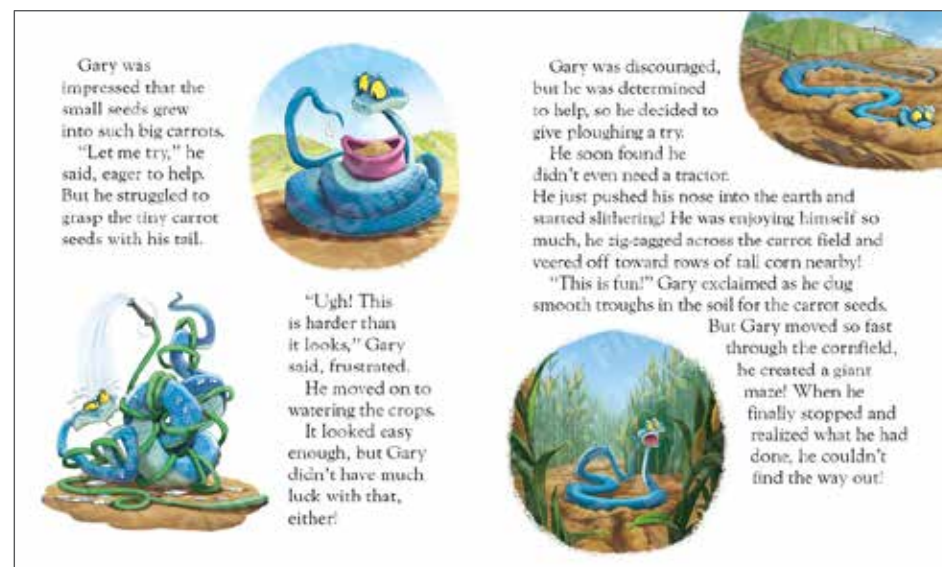 Gary was
impressed that the
small seeds grew
into such big carrots.
"Let me try," he
said, eager to help.
But he struggled to
grasp the tiny carrot
seeds with his tail.
"Ugh! This
is harder than
it looks," Gary
said, frustrated.
He moved on to
watering the crops.
It looked easy
enough, but Gary
didn't have much
luck with that,
either!
Gary was discouraged,
but he was determined
to help, so he decided to
give ploughing a try.
He soon found he
didn't even need a tractor.
He just pushed his nose into the earth and
started slithering! He was enjoying himself so
much, he zig-zagged across the carrot field and
veered off toward rows of tall corn nearby!
"This is fun!" Gary exclaimed as he dug
smooth troughs in the soil for the carrot seeds.
But Gary moved so fast
through the cornfield,
he created a giant
maze! When he
finally stopped and
realized what he had
done, he couldn't
find the way out!